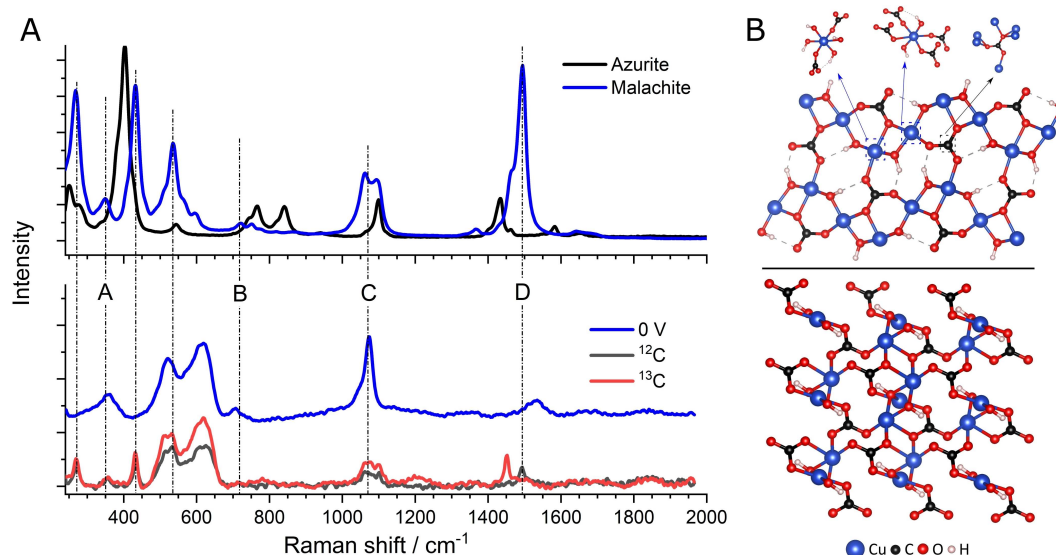 A
B
Azurite
Malachite
Intensity
A
B
C
D
0 V
¹²C
¹³C
400 600 800 1000 1200 1400 1600 1800 2000
Raman shift / cm⁻¹
Cu C O H